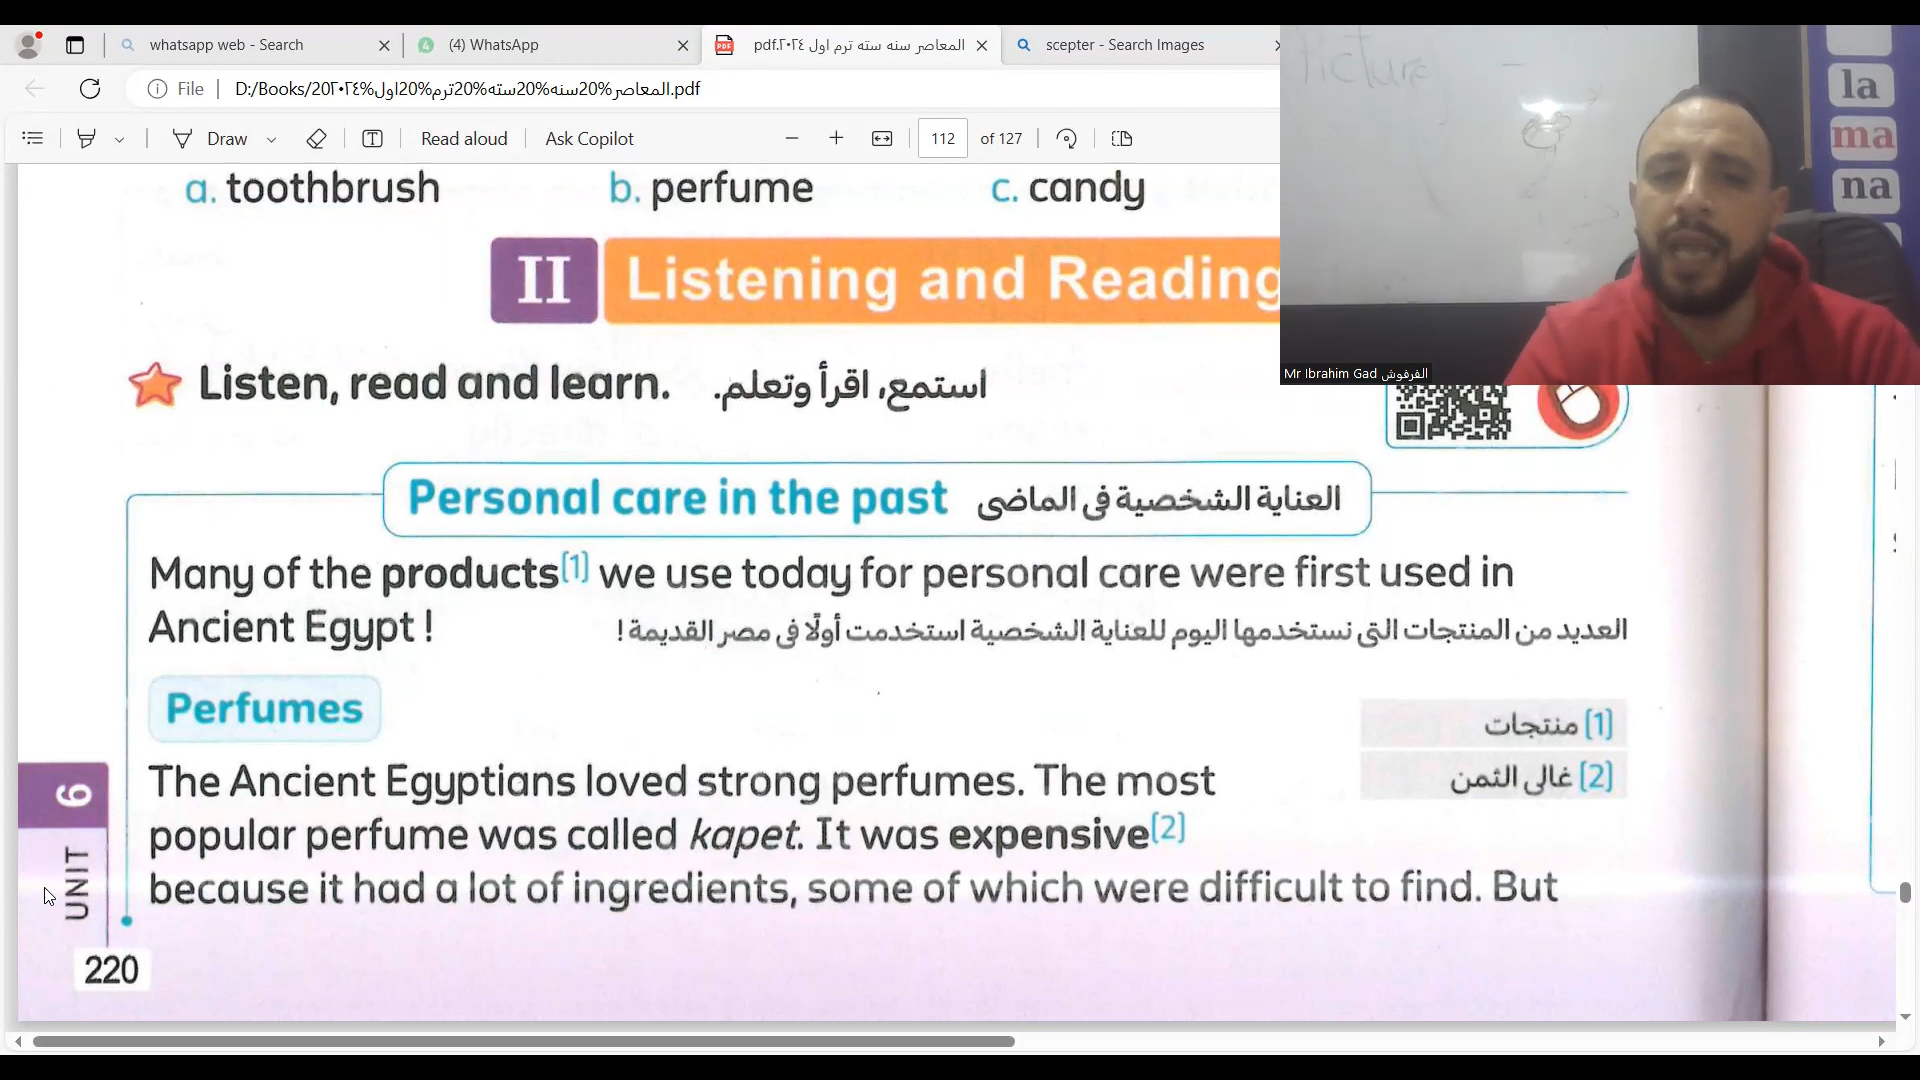 whatsapp web - Search
(4) WhatsApp
المعاصر سنه سته ترم اول ٢٠٢٤.pdf
scepter - Search Images
File
D:/Books/20٢٠٢٤%اول20%ترم20%سته20%سنه20%المعاصر.pdf
Draw
Read aloud
Ask Copilot
112 of 127
Picture
la
ma
na
a. toothbrush b. perfume c. candy
II Listening and Reading
Listen, read and learn. استمع، اقرأ وتعلم.
Mr Ibrahim Gad الفرفوش
Personal care in the past العناية الشخصية فى الماضى
Many of the products[1] we use today for personal care were first used in
Ancient Egypt !
العديد من المنتجات التى نستخدمها اليوم للعناية الشخصية استخدمت أولًا فى مصر القديمة !
Perfumes
[1] منتجات
[2] غالى الثمن
The Ancient Egyptians loved strong perfumes. The most
popular perfume was called kapet. It was expensive[2]
because it had a lot of ingredients, some of which were difficult to find. But
UNIT 6
220